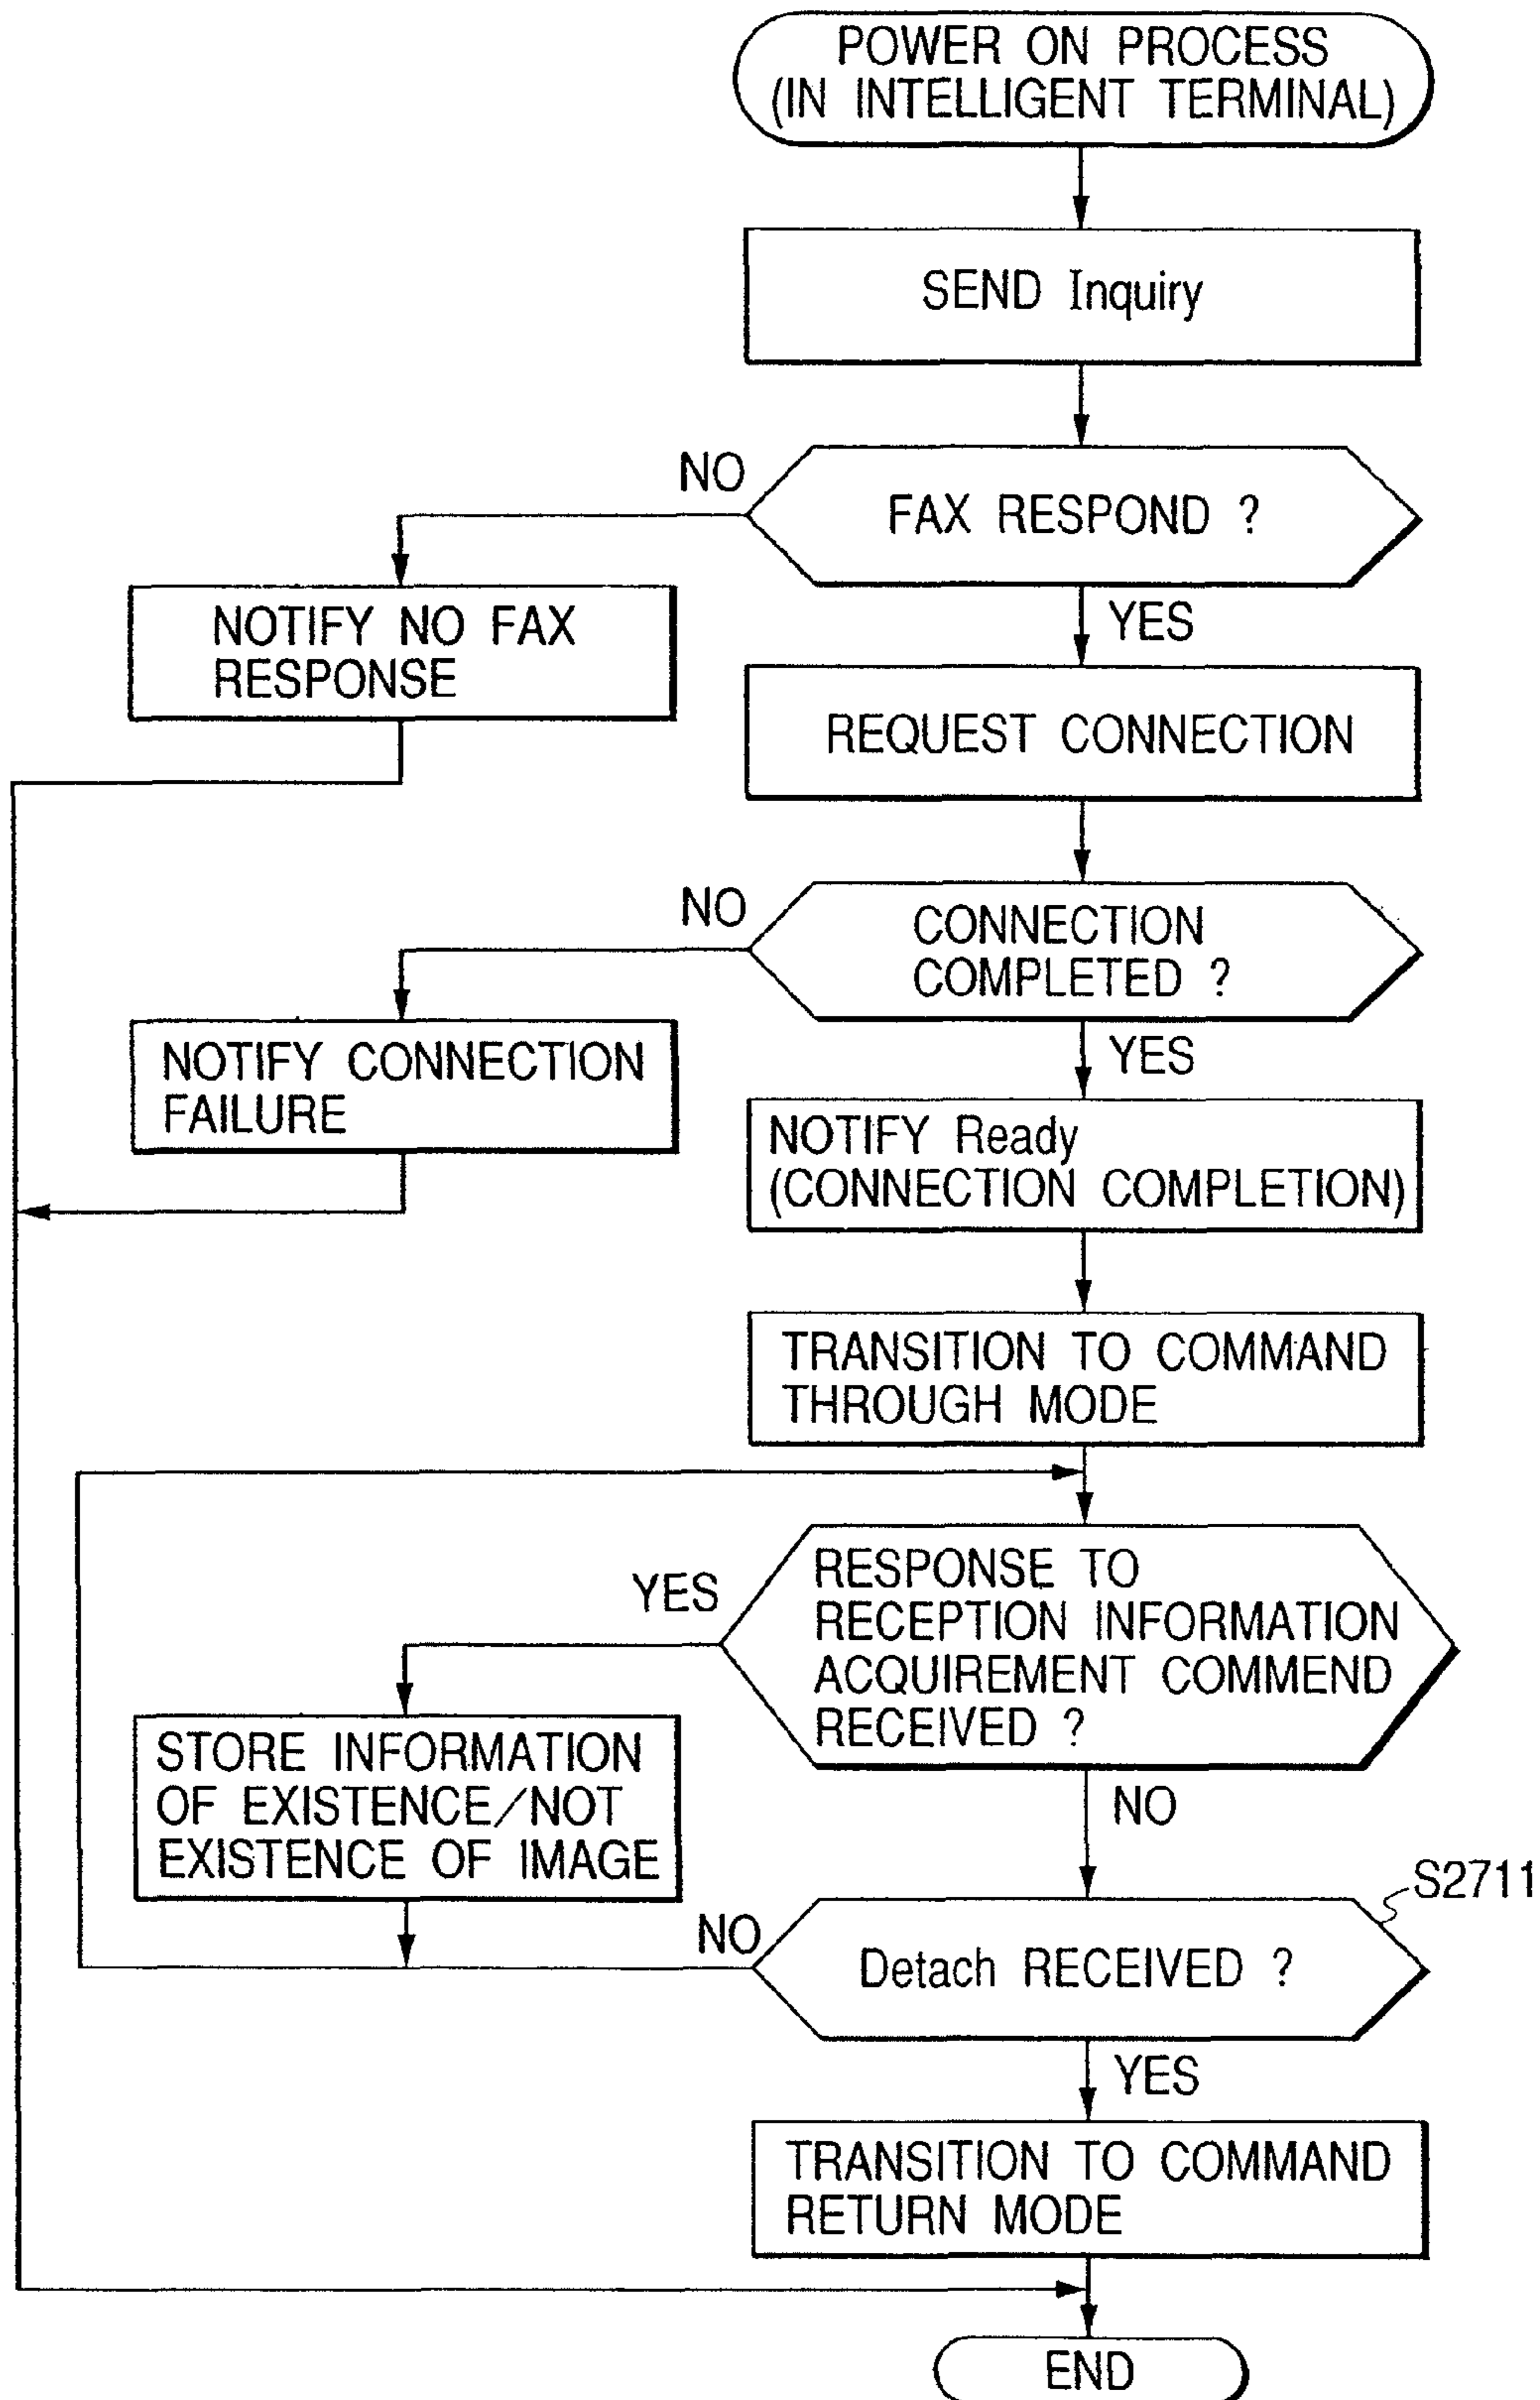 POWER ON PROCESS
(IN INTELLIGENT TERMINAL)
SEND Inquiry
NO
FAX RESPOND ?
NOTIFY NO FAX
RESPONSE
YES
REQUEST CONNECTION
NO
CONNECTION
COMPLETED ?
NOTIFY CONNECTION
FAILURE
YES
NOTIFY Ready
(CONNECTION COMPLETION)
TRANSITION TO COMMAND
THROUGH MODE
YES
RESPONSE TO
RECEPTION INFORMATION
ACQUIREMENT COMMEND
RECEIVED ?
STORE INFORMATION
OF EXISTENCE/NOT
EXISTENCE OF IMAGE
NO
S2711
NO
Detach RECEIVED ?
YES
TRANSITION TO COMMAND
RETURN MODE
END